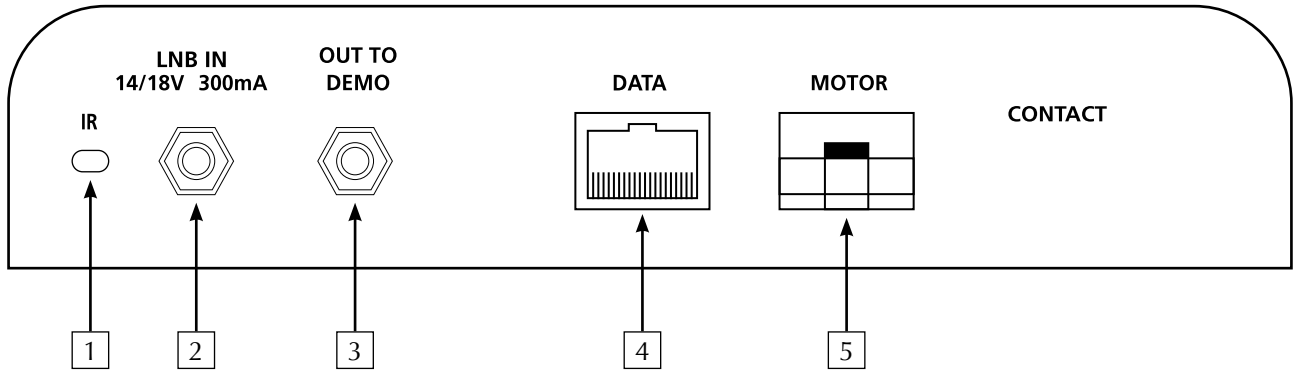 LNB IN
14/18V 300mA
OUT TO
DEMO
IR
DATA
MOTOR
CONTACT
1
2
3
4
5